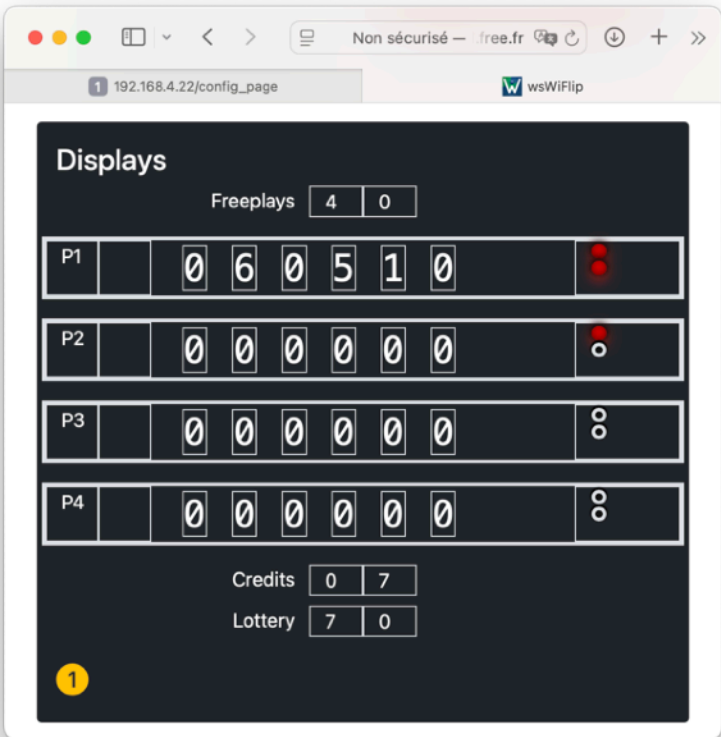 Non sécurisé — .free.fr
1 192.168.4.22/config_page
wsWiFlip
Displays
Freeplays 4 0
P1 0 6 0 5 1 0
P2 0 0 0 0 0 0
P3 0 0 0 0 0 0
P4 0 0 0 0 0 0
Credits 0 7
Lottery 7 0
1